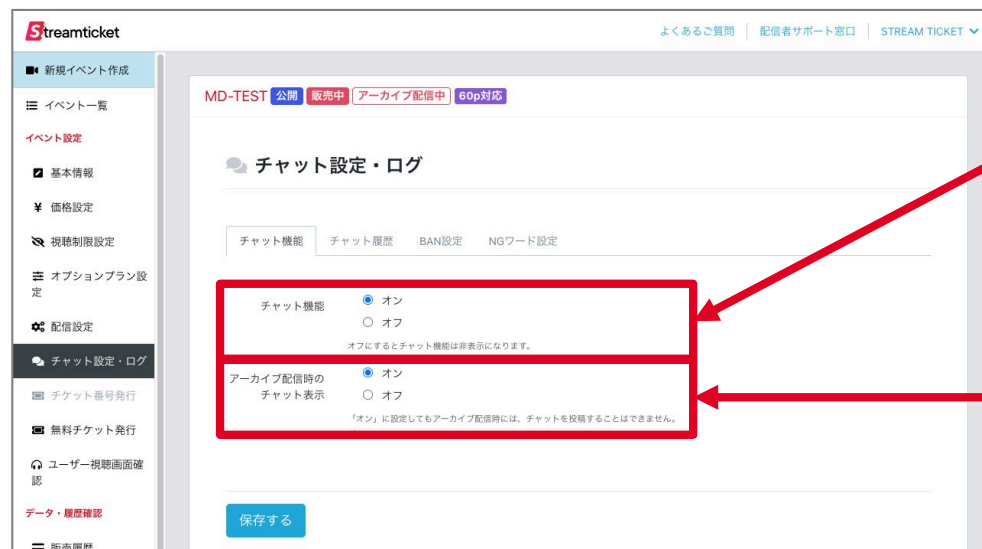 Streamticket
よくあるご質問
配信者サポート窓口
STREAM TICKET
新規イベント作成
イベント一覧
イベント設定
基本情報
価格設定
視聴制限設定
オプションプラン設
定
配信設定
チャット設定・ログ
チケット番号発行
無料チケット発行
ユーザー視聴画面確
認
データ・履歴確認
販売履歴
MD-TEST 公開 販売中 アーカイブ配信中 60p対応
チャット設定・ログ
チャット機能 チャット履歴 BAN設定 NGワード設定
チャット機能
オン
オフ
オフにするとチャット機能は非表示になります。
アーカイブ配信時の
チャット表示
オン
オフ
「オン」に設定してもアーカイブ配信時には、チャットを投稿することはできません。
保存する